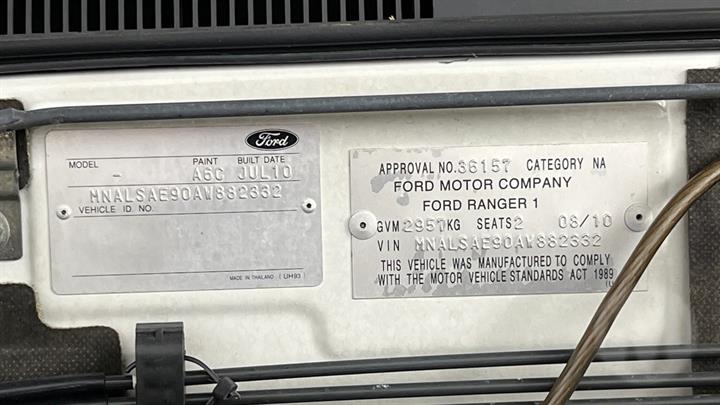 Ford
MODEL PAINT BUILT DATE
- A6C JUL10
MNALSAE90AW882332
VEHICLE ID. NO.
MADE IN THAILAND (UH93)
APPROVAL NO. 36157 CATEGORY NA
FORD MOTOR COMPANY
FORD RANGER 1
GVM 2957KG SEATS 2 08/10
VIN MNALSAE90AW882332
THIS VEHICLE WAS MANUFACTURED TO COMPLY
WITH THE MOTOR VEHICLE STANDARDS ACT 1989